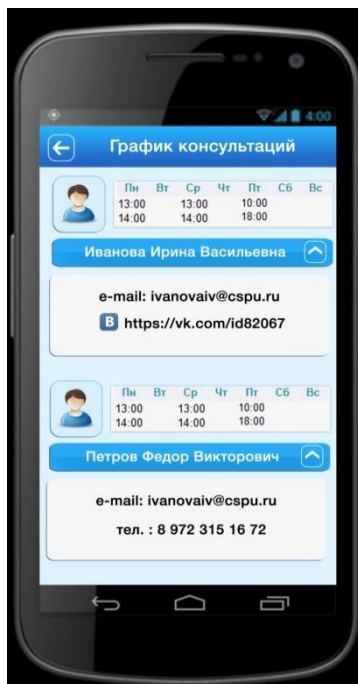 4:00
График консультаций
Пн Вт Ср Чт Пт Сб Вс
13:00 13:00 10:00
14:00 14:00 18:00
Иванова Ирина Васильевна
e-mail: ivanovaiv@cspu.ru
В https://vk.com/id82067
Пн Вт Ср Чт Пт Сб Вс
13:00 13:00 10:00
14:00 14:00 18:00
Петров Федор Викторович
e-mail: ivanovaiv@cspu.ru
тел. : 8 972 315 16 72